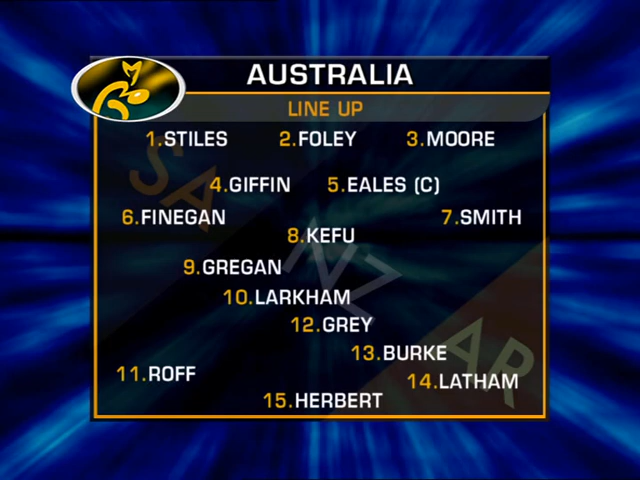 AUSTRALIA
LINE UP
1.STILES 2.FOLEY 3.MOORE
4.GIFFIN 5.EALES (C)
6.FINEGAN 7.SMITH
8.KEFU
9.GREGAN
10.LARKHAM
12.GREY
13.BURKE
11.ROFF
14.LATHAM
15.HERBERT
SANZAR